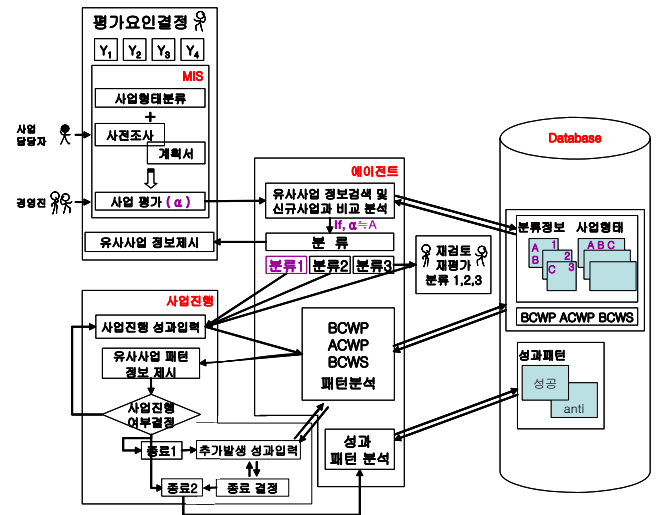 평가요인결정
Y1 Y2 Y3 Y4
MIS
사업형태분류
+
사전조사
계획서
사업 평가 (α)
사업
담당자
경영진
유사사업 정보제시
에이전트
유사사업 정보검색 및
신규사업과 비교 분석
If, α≒A
분 류
분류1 분류2 분류3
재검토
재평가
분류 1,2,3
BCWP
ACWP
BCWS
패턴분석
성과
패턴 분석
사업진행
사업진행 성과입력
유사사업 패턴
정보 제시
사업진행
여부결정
종료1
추가발생 성과입력
종료2
종료 결정
Database
분류정보 사업형태
A 1
B 2
C 3
A B C
BCWP ACWP BCWS
성과패턴
성공
anti